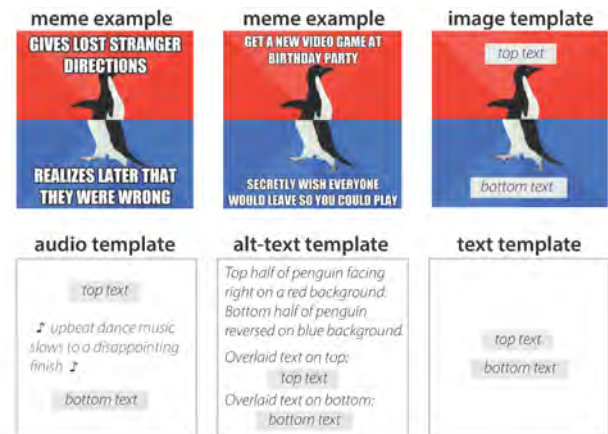 meme example
GIVES LOST STRANGER
DIRECTIONS
REALIZES LATER THAT
THEY WERE WRONG
meme example
GET A NEW VIDEO GAME AT
BIRTHDAY PARTY
SECRETLY WISH EVERYONE
WOULD LEAVE SO YOU COULD PLAY
image template
top text
bottom text
audio template
top text
♪ upbeat dance music
slows to a disappointing
finish ♪
bottom text
alt-text template
Top half of penguin facing
right on a red background.
Bottom half of penguin
reversed on blue background.
Overlaid text on top:
top text
Overlaid text on bottom:
bottom text
text template
top text
bottom text